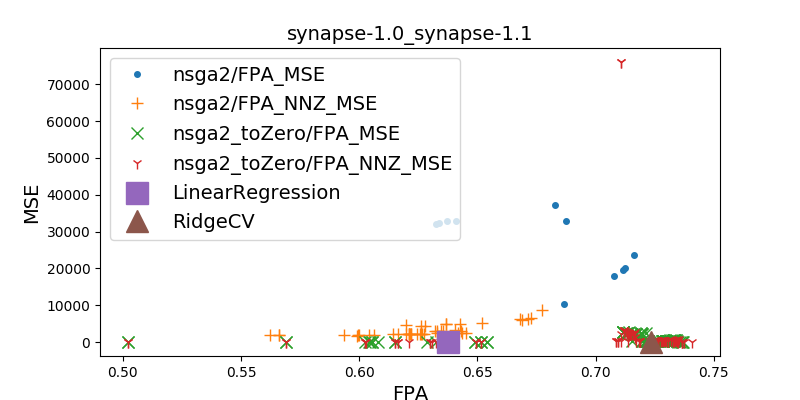 synapse-1.0_synapse-1.1
nsga2/FPA_MSE
nsga2/FPA_NNZ_MSE
nsga2_toZero/FPA_MSE
nsga2_toZero/FPA_NNZ_MSE
LinearRegression
RidgeCV
MSE
70000
60000
50000
40000
30000
20000
10000
0
0.50 0.55 0.60 0.65 0.70 0.75
FPA